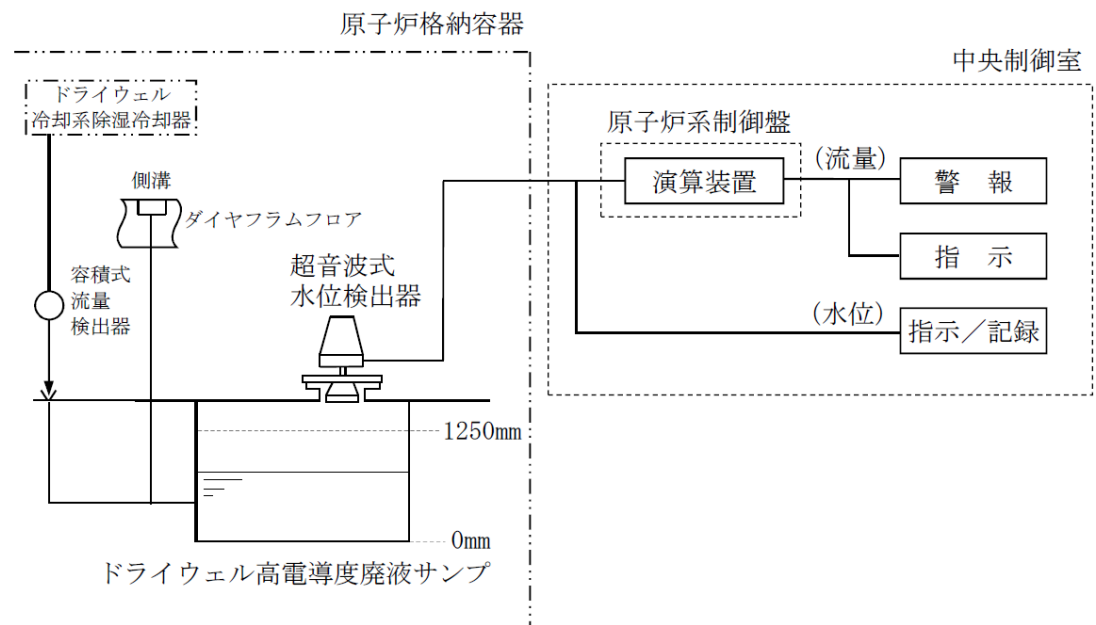 原子炉格納容器
中央制御室
ドライウェル
冷却系除湿冷却器
原子炉系制御盤
(流量)
演算装置
警 報
側溝
ダイヤフラムフロア
指 示
容積式
流量
検出器
超音波式
水位検出器
(水位)
指示／記録
1250mm
0mm
ドライウェル高電導度廃液サンプ